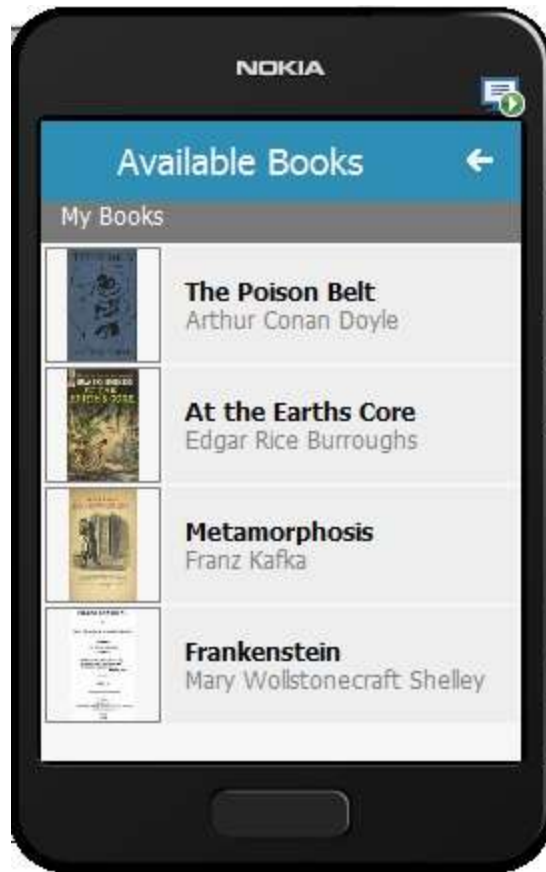 NOKIA
Available Books
My Books
The Poison Belt
Arthur Conan Doyle
At the Earths Core
Edgar Rice Burroughs
Metamorphosis
Franz Kafka
Frankenstein
Mary Wollstonecraft Shelley